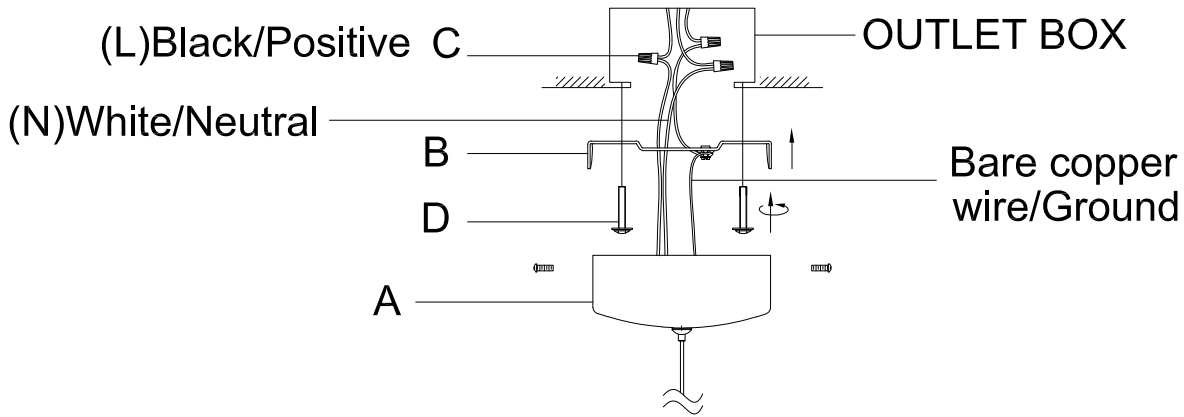 (L)Black/Positive C
OUTLET BOX
(N)White/Neutral
B
Bare copper
wire/Ground
D
A